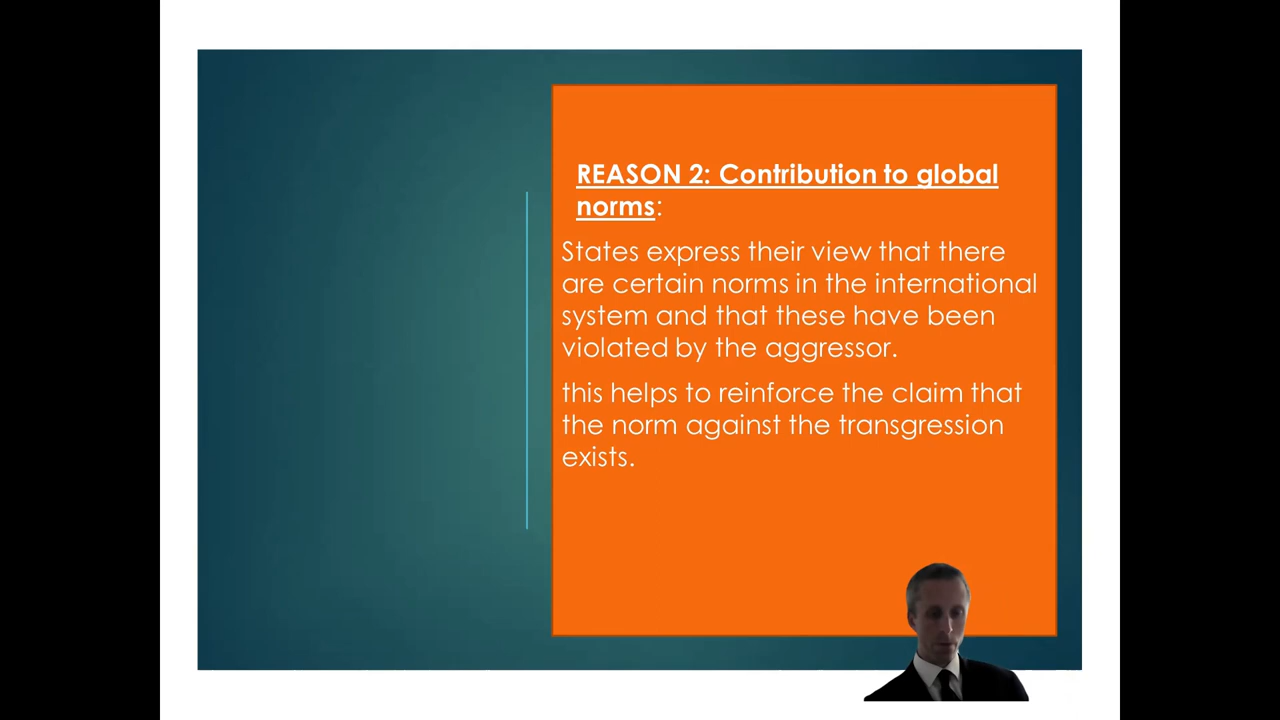 REASON 2: Contribution to global
norms:
States express their view that there
are certain norms in the international
system and that these have been
violated by the aggressor.
this helps to reinforce the claim that
the norm against the transgression
exists.